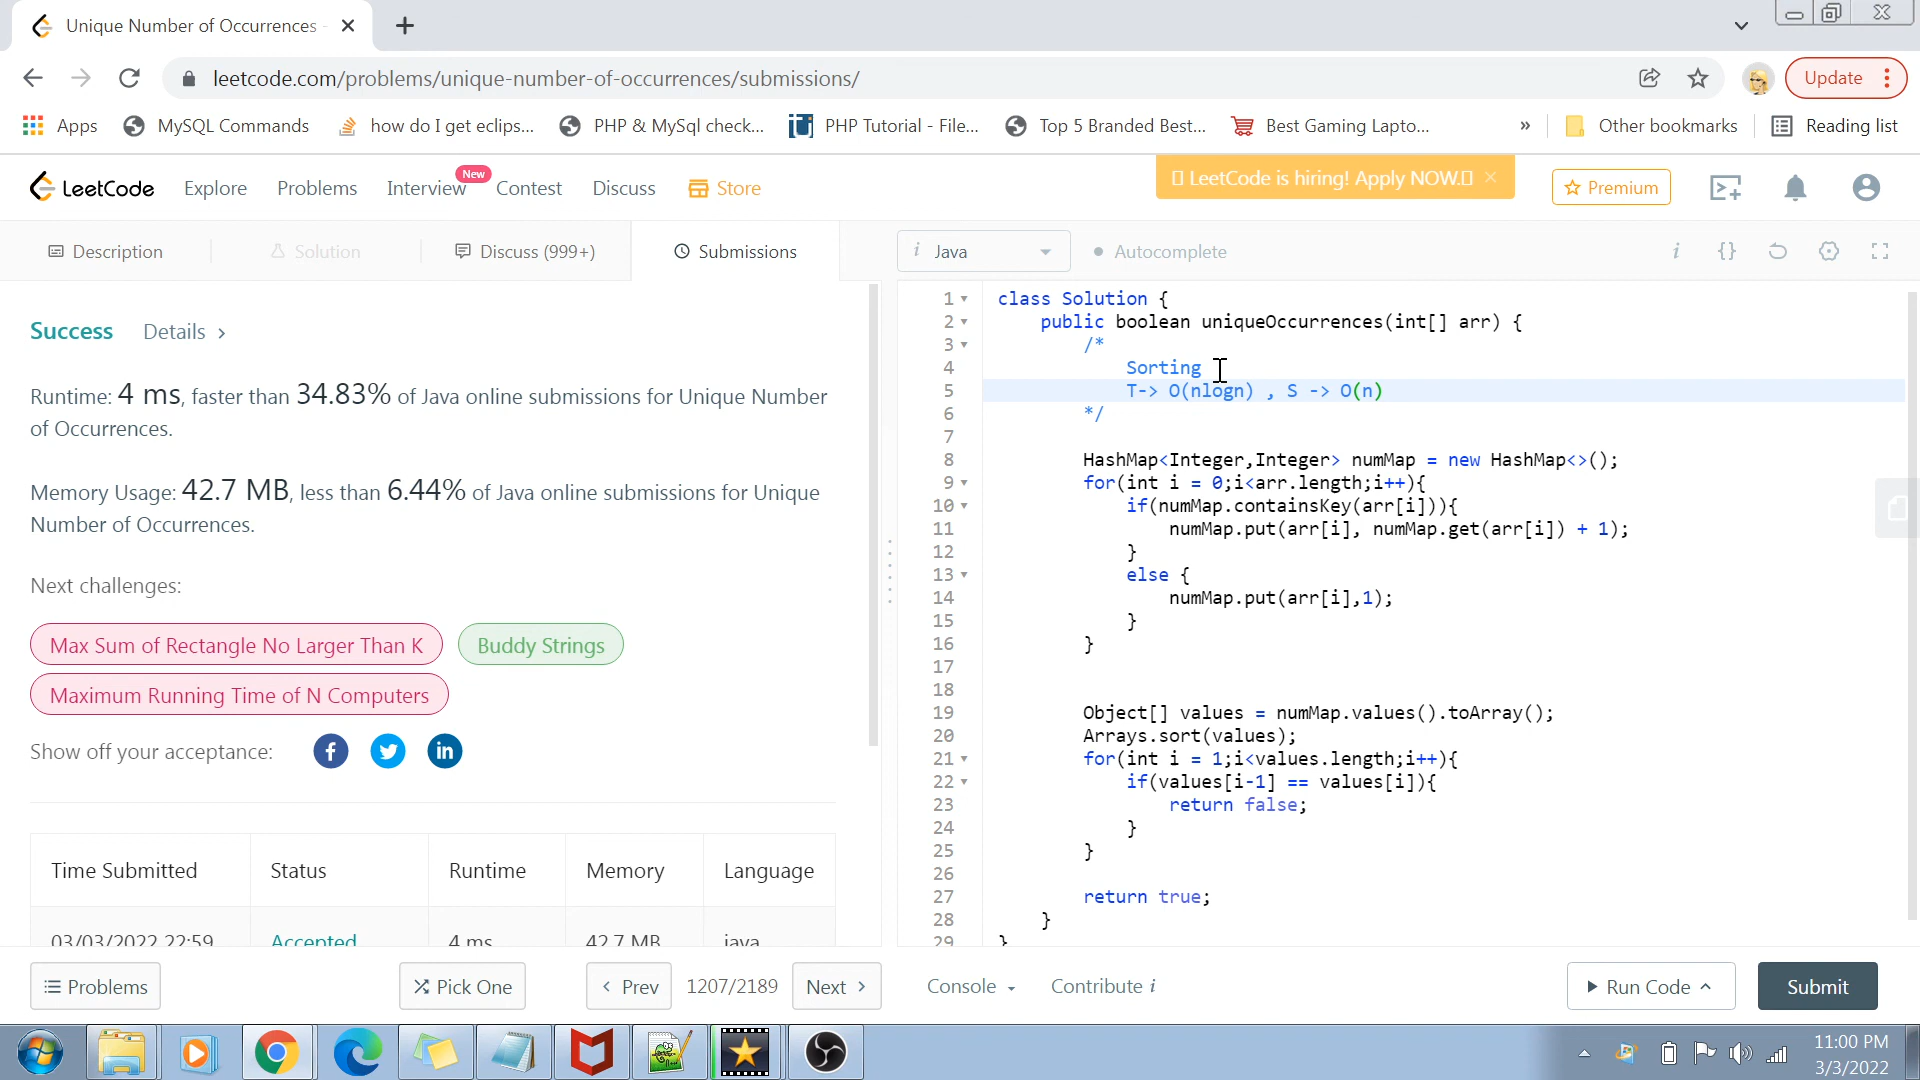 Unique Number of Occurrences -
leetcode.com/problems/unique-number-of-occurrences/submissions/
Update
Apps
MySQL Commands
how do I get eclips...
PHP & MySql check...
PHP Tutorial - File...
Top 5 Branded Best...
Best Gaming Lapto...
»
Other bookmarks
Reading list
LeetCode
Explore
Problems
Interview
New
Contest
Discuss
Store
LeetCode is hiring! Apply NOW.
Premium
Description
Solution
Discuss (999+)
Submissions
i Java
Autocomplete
Success
Details >
Runtime: 4 ms, faster than 34.83% of Java online submissions for Unique Number
of Occurrences.
Memory Usage: 42.7 MB, less than 6.44% of Java online submissions for Unique
Number of Occurrences.
Next challenges:
Max Sum of Rectangle No Larger Than K
Buddy Strings
Maximum Running Time of N Computers
Show off your acceptance:
Time Submitted Status Runtime Memory Language
03/03/2022 22:59 Accepted 4 ms 42.7 MB java
1 class Solution {
2 public boolean uniqueOccurrences(int[] arr) {
3 /*
4 Sorting
5 T-> O(nlogn) , S -> O(n)
6 */
7
8 HashMap<Integer,Integer> numMap = new HashMap<>();
9 for(int i = 0;i<arr.length;i++){
10 if(numMap.containsKey(arr[i])){
11 numMap.put(arr[i], numMap.get(arr[i]) + 1);
12 }
13 else {
14 numMap.put(arr[i],1);
15 }
16 }
17
18
19 Object[] values = numMap.values().toArray();
20 Arrays.sort(values);
21 for(int i = 1;i<values.length;i++){
22 if(values[i-1] == values[i]){
23 return false;
24 }
25 }
26
27 return true;
28 }
29 }
Problems
Pick One
< Prev
1207/2189
Next >
Console
Contribute i
Run Code
Submit
11:00 PM
3/3/2022